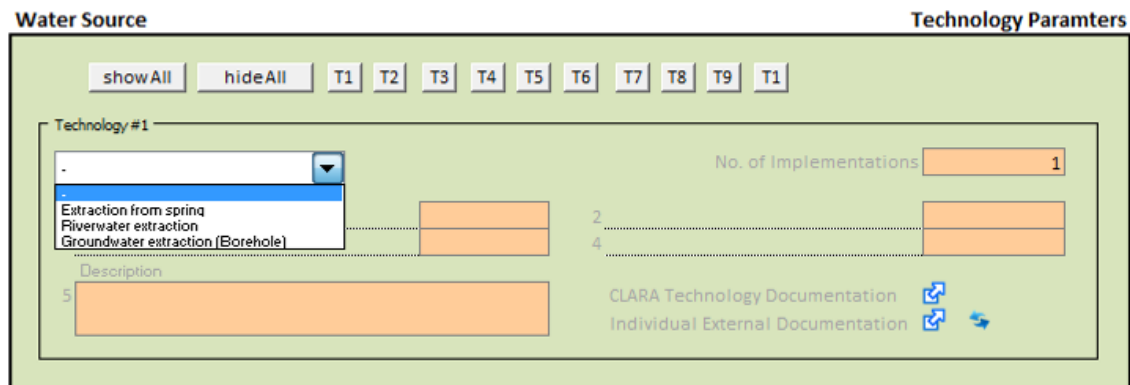 Water Source Technology Paramters
showAll hideAll T1 T2 T3 T4 T5 T6 T7 T8 T9 T1
Technology #1
- No. of Implementations 1
-
Extraction from spring
Riverwater extraction 2
Groundwater extraction (Borehole) 4
Description
5
CLARA Technology Documentation
Individual External Documentation